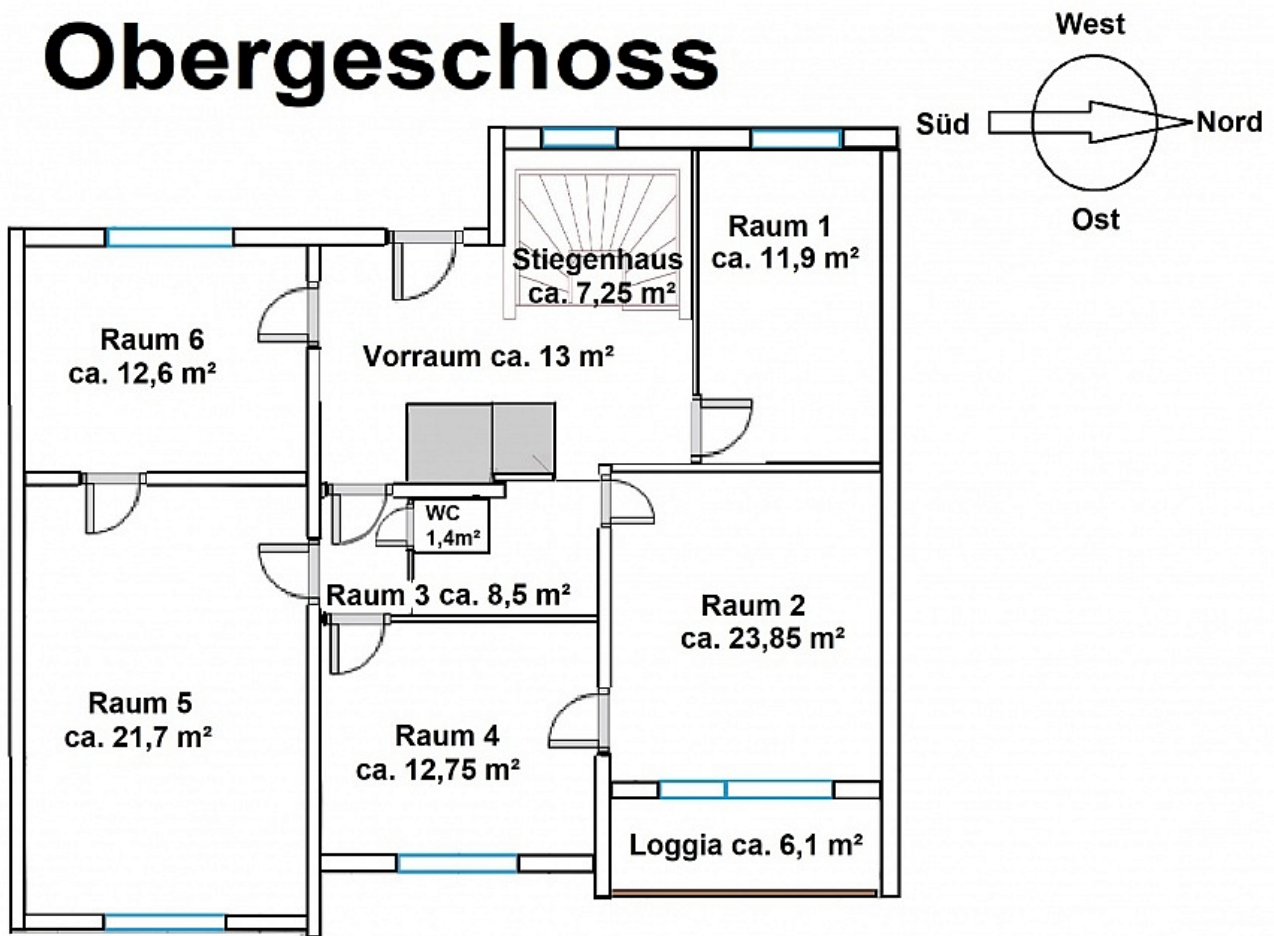 Obergeschoss
West
Süd
Nord
Ost
Raum 1
ca. 11,9 m²
Stiegenhaus
ca. 7,25 m²
Raum 6
ca. 12,6 m²
Vorraum ca. 13 m²
WC
1,4m²
Raum 3 ca. 8,5 m²
Raum 2
ca. 23,85 m²
Raum 5
ca. 21,7 m²
Raum 4
ca. 12,75 m²
Loggia ca. 6,1 m²